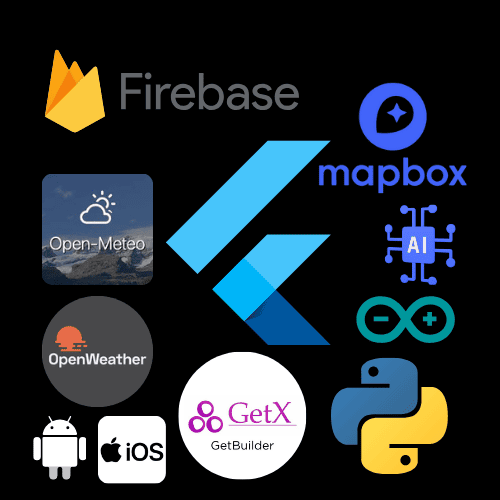 Firebase
mapbox
Open-Meteo
AI
OpenWeather
GetX
GetBuilder
iOS